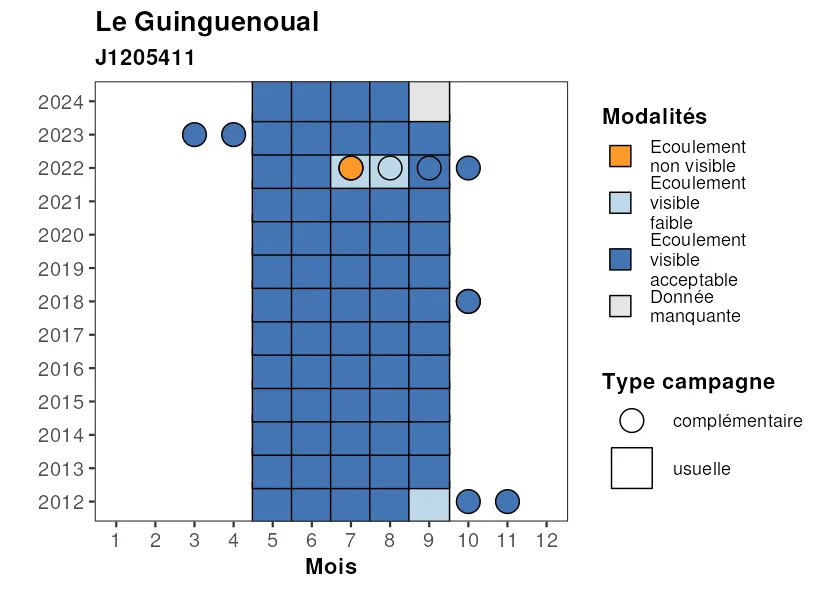 Le Guinguenoual
J1205411
2024
2023
2022
2021
2020
2019
2018
2017
2016
2015
2014
2013
2012
1 2 3 4 5 6 7 8 9 10 11 12
Mois
Modalités
Ecoulement
non visible
Ecoulement
visible
faible
Ecoulement
visible
acceptable
Donnée
manquante
Type campagne
complémentaire
usuelle